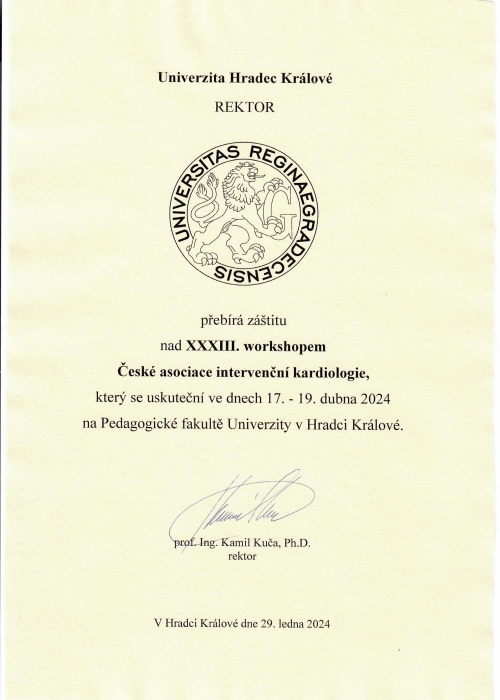 Univerzita Hradec Králové
REKTOR
UNIVERSITAS REGINAEGRADECENSIS
G
přebírá záštitu
nad XXXIII. workshopem
České asociace intervenční kardiologie,
který se uskuteční ve dnech 17. - 19. dubna 2024
na Pedagogické fakultě Univerzity v Hradci Králové.
prof. Ing. Kamil Kuča, Ph.D.
rektor
V Hradci Králové dne 29. ledna 2024